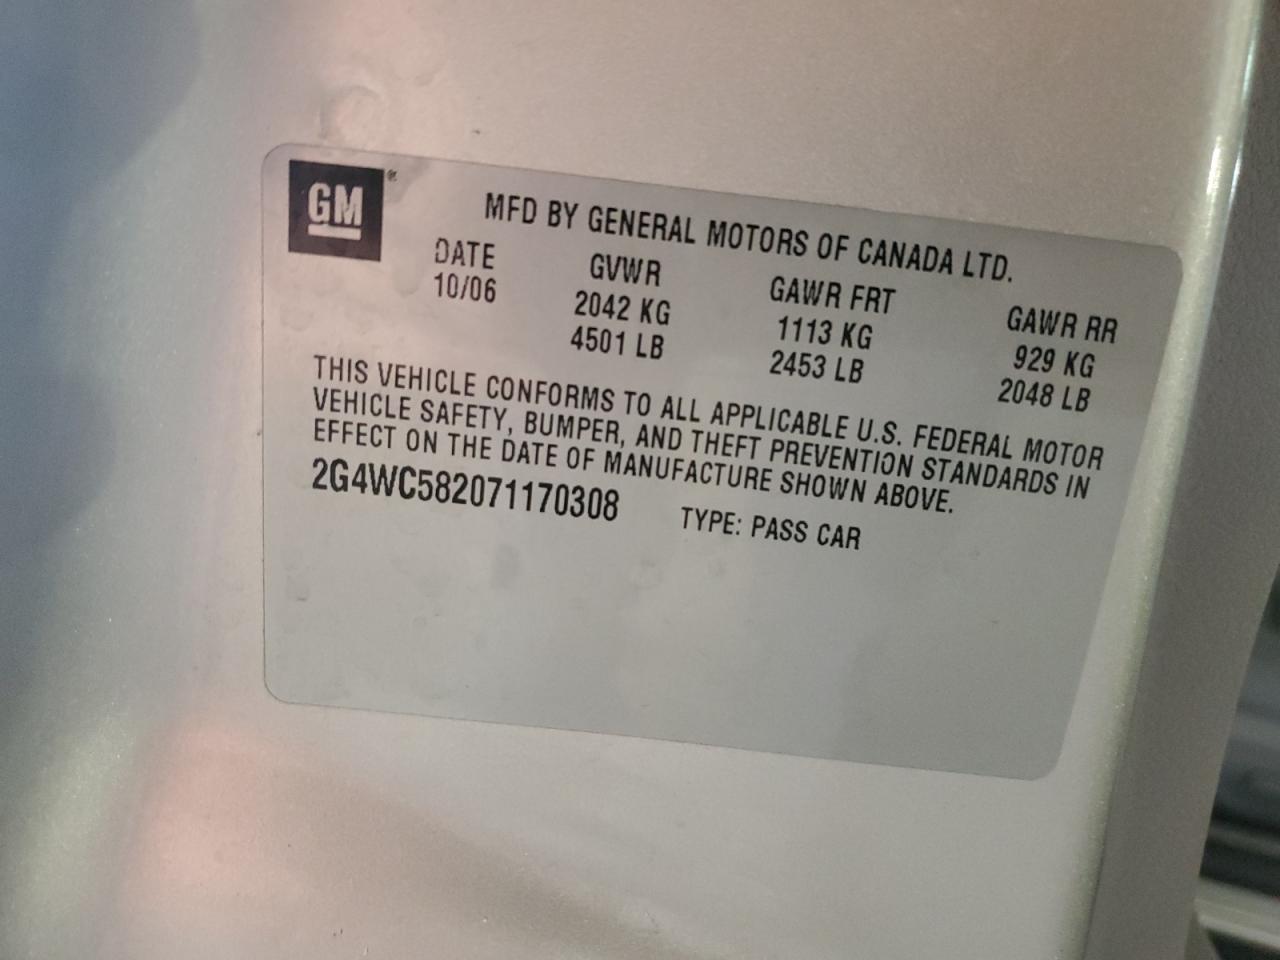 GM®
MFD BY GENERAL MOTORS OF CANADA LTD.
DATE GVWR GAWR FRT GAWR RR
10/06 2042 KG 1113 KG 929 KG
4501 LB 2453 LB 2048 LB
THIS VEHICLE CONFORMS TO ALL APPLICABLE U.S. FEDERAL MOTOR
VEHICLE SAFETY, BUMPER, AND THEFT PREVENTION STANDARDS IN
EFFECT ON THE DATE OF MANUFACTURE SHOWN ABOVE.
2G4WC582071170308 TYPE: PASS CAR